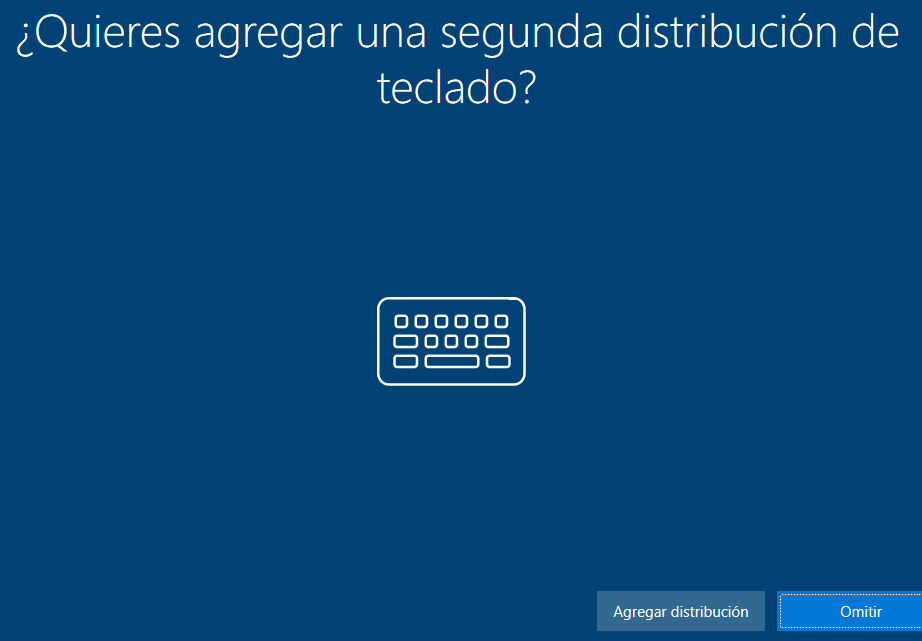 ¿Quieres agregar una segunda distribución de
teclado?
Agregar distribución
Omitir